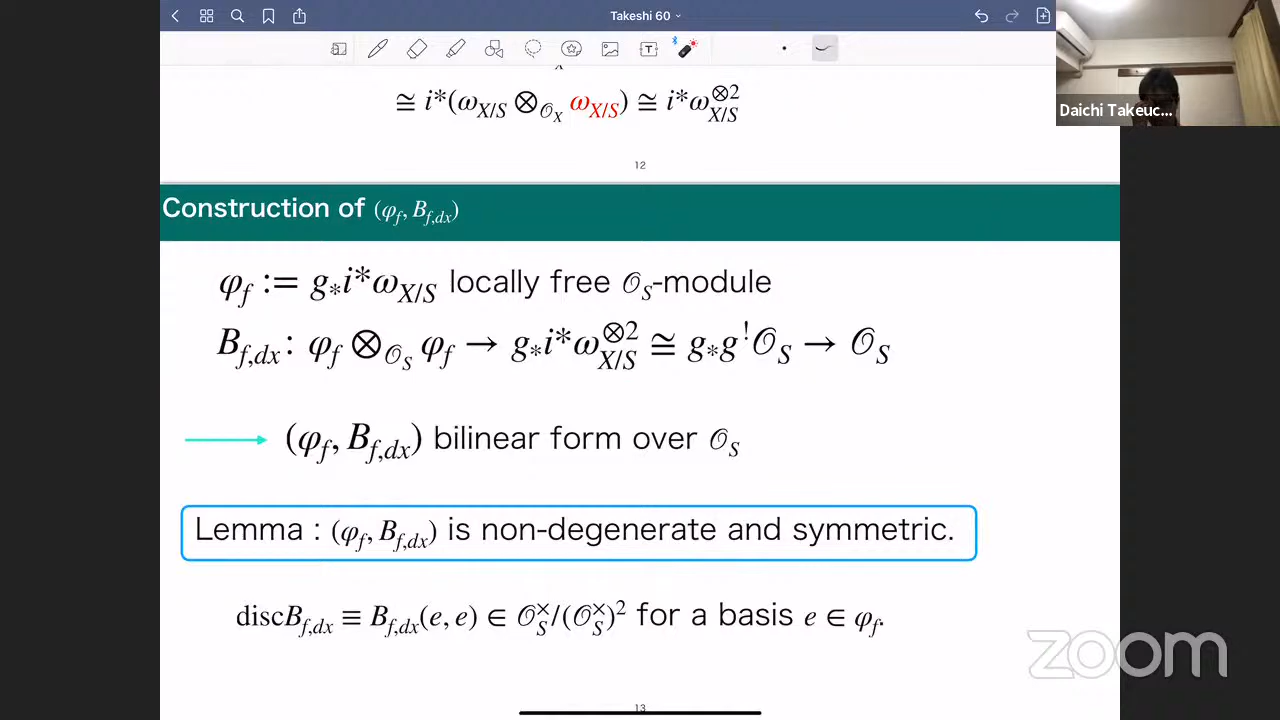 Takeshi 60
≅ i*(ω_{X/S} ⊗_{𝒪_X} ω_{X/S}) ≅ i*ω_{X/S}^{⊗2}
12
Daichi Takeuc...
Construction of (φ_f, B_{f,dx})
φ_f := g_* i*ω_{X/S} locally free 𝒪_S-module
B_{f,dx}: φ_f ⊗_{𝒪_S} φ_f → g_* i*ω_{X/S}^{⊗2} ≅ g_* g^! 𝒪_S → 𝒪_S
(φ_f, B_{f,dx}) bilinear form over 𝒪_S
Lemma : (φ_f, B_{f,dx}) is non-degenerate and symmetric.
discB_{f,dx} ≡ B_{f,dx}(e, e) ∈ 𝒪_S^×/(𝒪_S^×)^2 for a basis e ∈ φ_f.
13
zoom